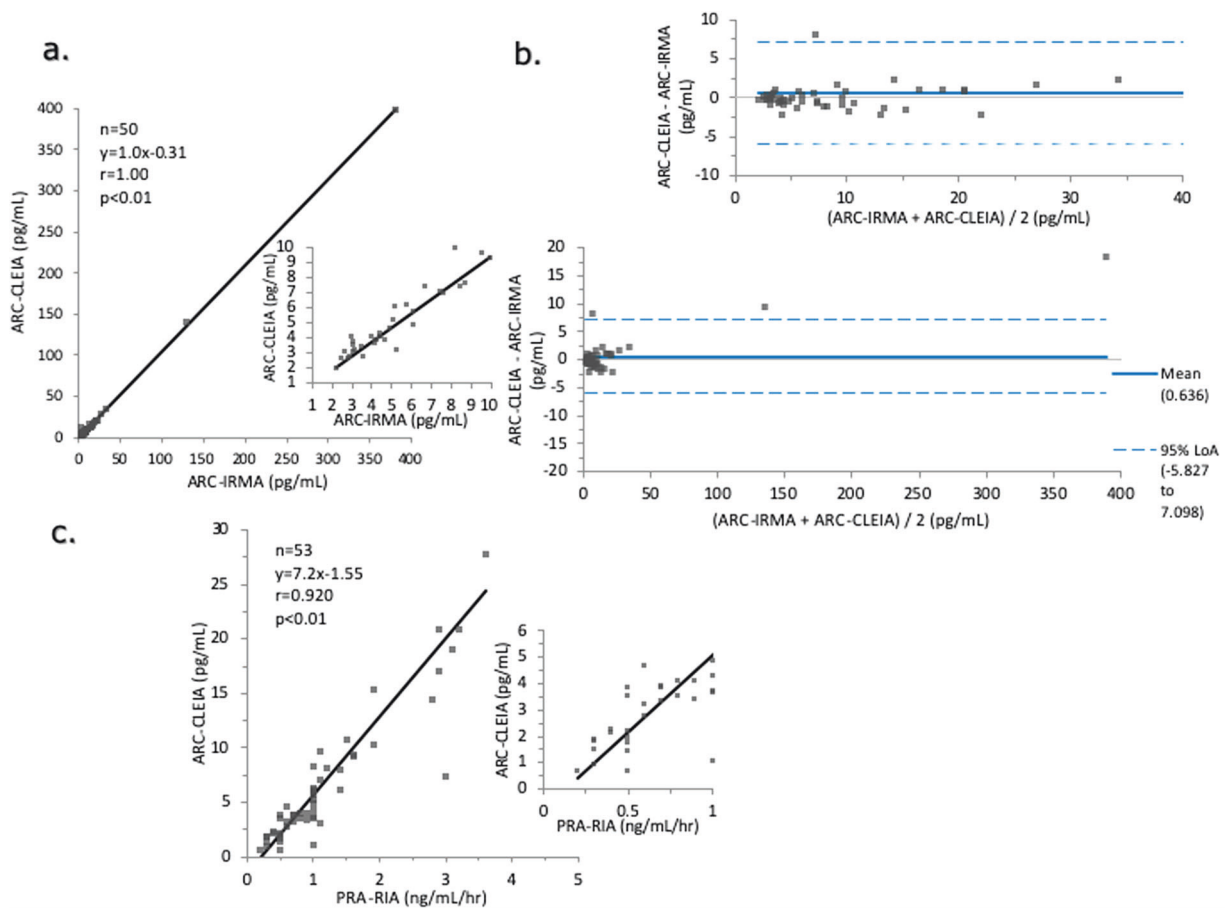 a.
400
350
300
250
200
150
100
50
0
ARC-CLEIA (pg/mL)
n=50
y=1.0x-0.31
r=1.00
p<0.01
0 50 100 150 200 250 300 350 400
ARC-IRMA (pg/mL)
10
9
8
7
6
5
4
3
2
1
ARC-CLEIA (pg/mL)
1 2 3 4 5 6 7 8 9 10
ARC-IRMA (pg/mL)
b.
10
5
0
-5
-10
ARC-CLEIA - ARC-IRMA
(pg/mL)
0 10 20 30 40
(ARC-IRMA + ARC-CLEIA) / 2 (pg/mL)
20
15
10
5
0
-5
-10
-15
-20
ARC-CLEIA - ARC-IRMA
(pg/mL)
0 50 100 150 200 250 300 350 400
(ARC-IRMA + ARC-CLEIA) / 2 (pg/mL)
Mean
(0.636)
95% LoA
(-5.827
to
7.098)
c.
30
25
20
15
10
5
0
ARC-CLEIA (pg/mL)
n=53
y=7.2x-1.55
r=0.920
p<0.01
0 1 2 3 4 5
PRA-RIA (ng/mL/hr)
6
5
4
3
2
1
0
ARC-CLEIA (pg/mL)
0 0.5 1
PRA-RIA (ng/mL/hr)